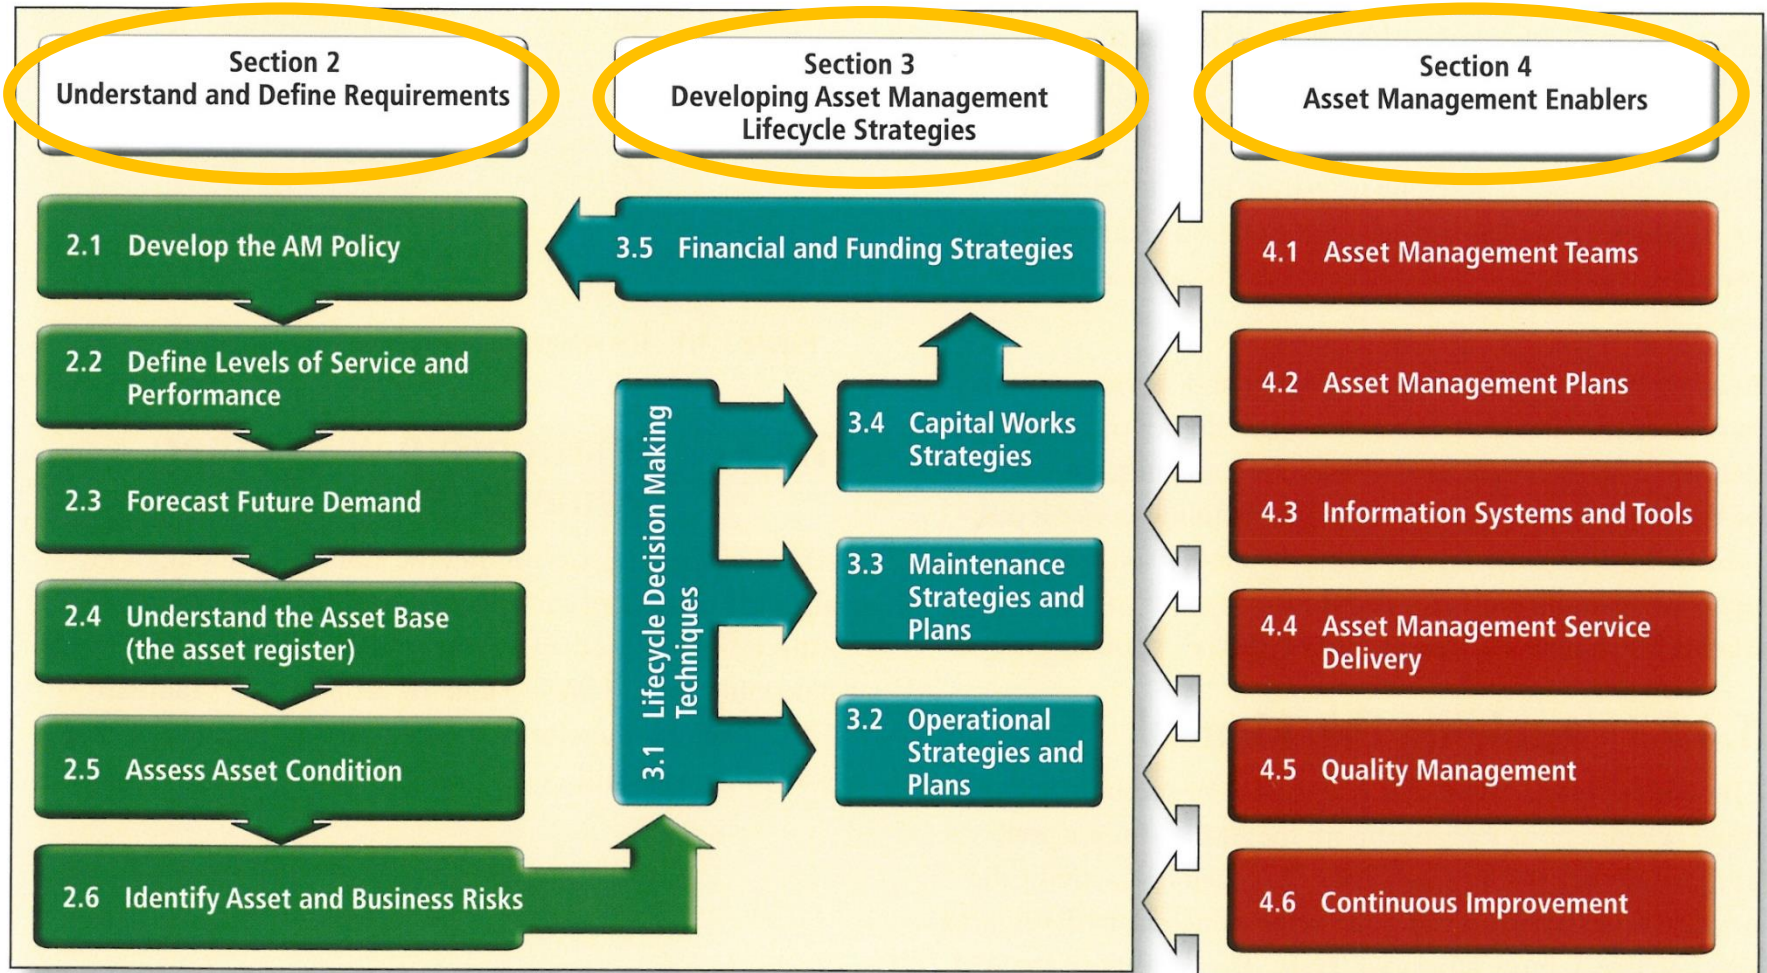 Section 2
Understand and Define Requirements
2.1 Develop the AM Policy
2.2 Define Levels of Service and
Performance
2.3 Forecast Future Demand
2.4 Understand the Asset Base
(the asset register)
2.5 Assess Asset Condition
2.6 Identify Asset and Business Risks
Section 3
Developing Asset Management
Lifecycle Strategies
3.5 Financial and Funding Strategies
3.1 Lifecycle Decision Making
Techniques
3.4 Capital Works
Strategies
3.3 Maintenance
Strategies and
Plans
3.2 Operational
Strategies and
Plans
Section 4
Asset Management Enablers
4.1 Asset Management Teams
4.2 Asset Management Plans
4.3 Information Systems and Tools
4.4 Asset Management Service
Delivery
4.5 Quality Management
4.6 Continuous Improvement